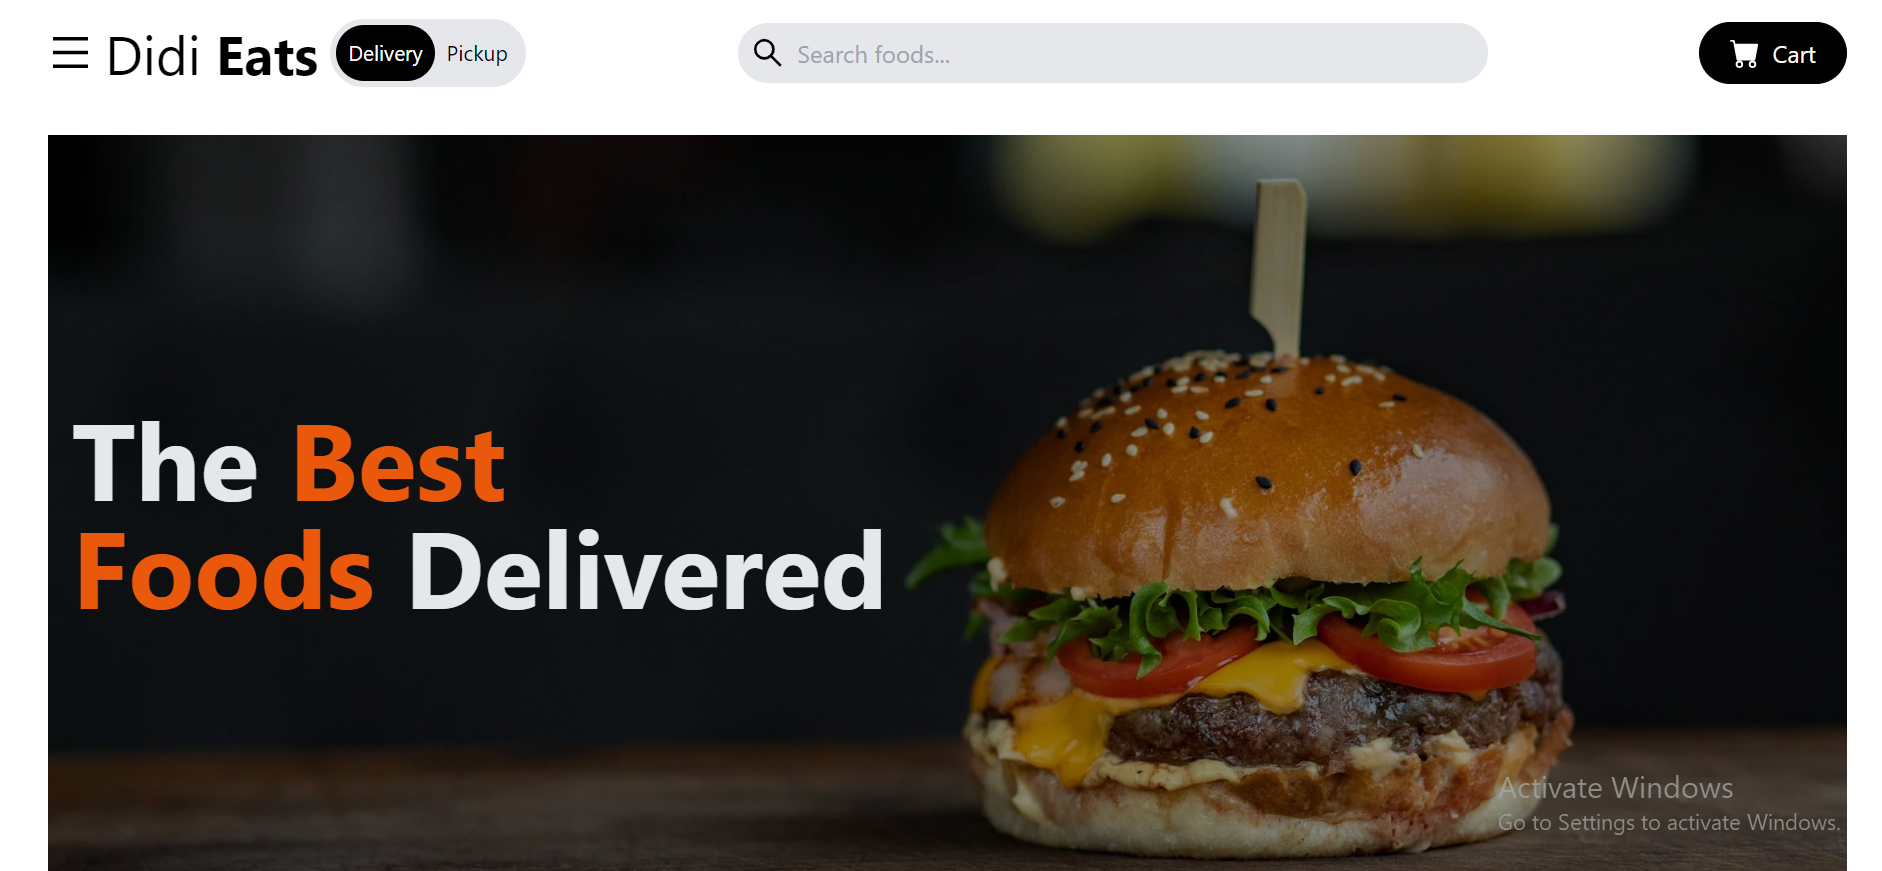 Didi Eats
Delivery Pickup
Search foods...
Cart
The Best
Foods Delivered
Activate Windows
Go to Settings to activate Windows.